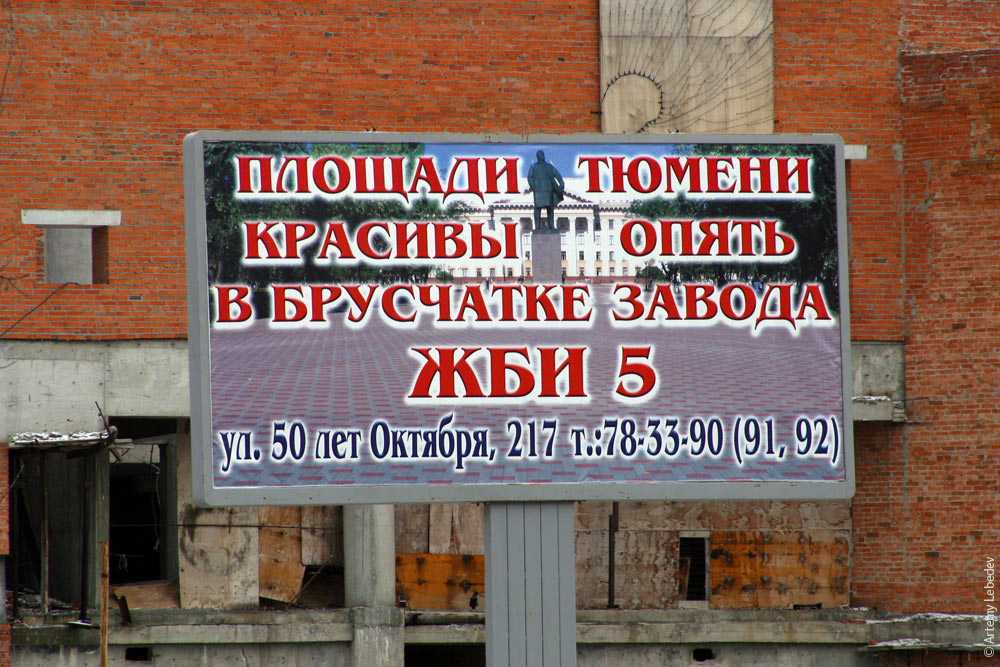 ПЛОЩАДИ ТЮМЕНИ
КРАСИВЫ ОПЯТЬ
В БРУСЧАТКЕ ЗАВОДА
ЖБИ 5
ул. 50 лет Октября, 217 т.:78-33-90 (91, 92)
© Artemy Lebedev